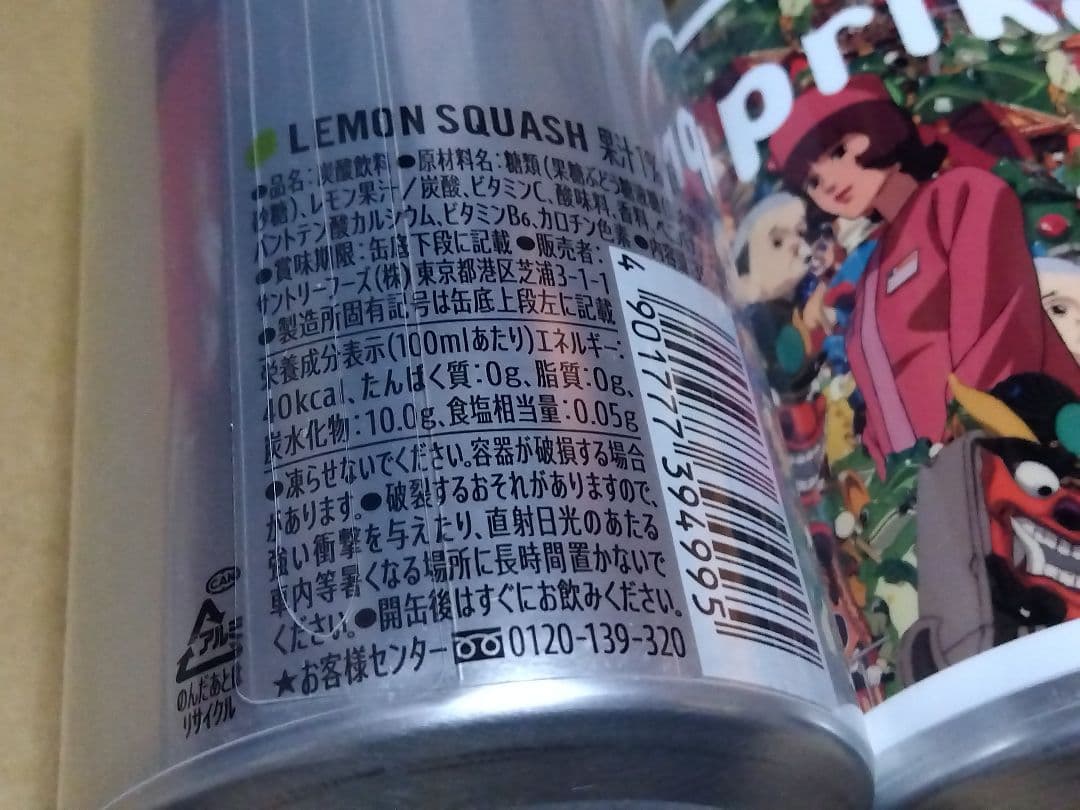 LEMON SQUASH 果汁1%
●品名:炭酸飲料 ●原材料名:糖類(果糖ぶどう糖液糖、
砂糖)、レモン果汁/炭酸、ビタミンC、酸味料、香料、
パントテン酸カルシウム、ビタミンB6、カロチン色素 ●内容量:
●賞味期限:缶底下段に記載 ●販売者:
サントリーフーズ(株)東京都港区芝浦3-1-1
●製造所固有記号は缶底上段左に記載
栄養成分表示(100mlあたり)エネルギー:
40kcal、たんぱく質:0g、脂質:0g、
炭水化物:10.0g、食塩相当量:0.05g
●凍らせないでください。容器が破損する場合
があります。●破裂するおそれがありますので、
強い衝撃を与えたり、直射日光のあたる
車内等暑くなる場所に長時間置かないで
ください。●開缶後はすぐにお飲みください。
★お客様センター 0120-139-320
CAN
アルミ
のんだあとは
リサイクル
4 901777 394995
paprika